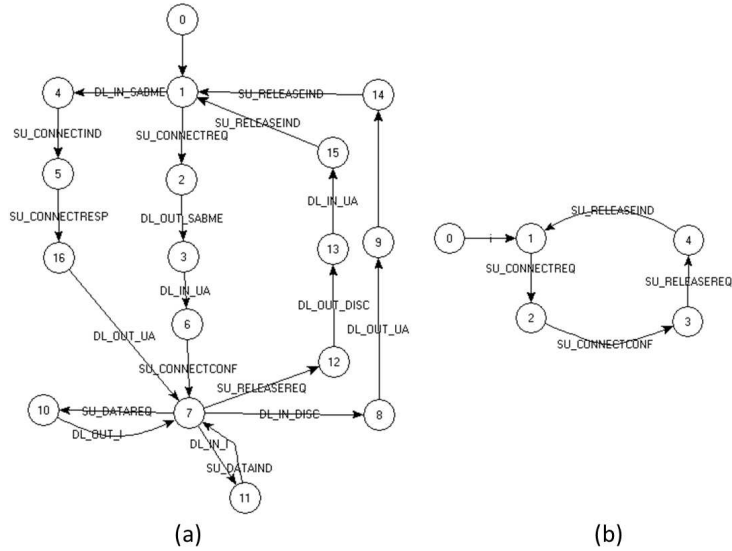 0
4
DL_IN_SABME
1
SU_RELEASEIND
14
SU_CONNECTIND
SU_CONNECTREQ
SU_RELEASEIND
15
5
2
DL_IN_UA
SU_CONNECTRESP
DL_OUT_SABME
16
3
13
9
DL_IN_UA
DL_OUT_DISC
6
DL_OUT_UA
DL_OUT_UA
SU_CONNECTCONF
12
SU_RELEASEREQ
10
SU_DATAREQ
7
DL_IN_DISC
8
DL_OUT_I
DL_IN_I
SU_DATAIND
11
(a)
SU_RELEASEIND
0
i
1
4
SU_CONNECTREQ
SU_RELEASEREQ
2
3
SU_CONNECTCONF
(b)